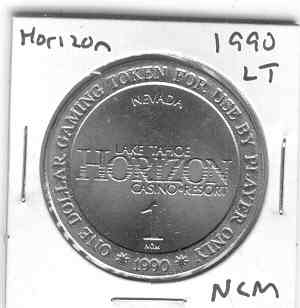 Horizon
1990
LT
ONE DOLLAR GAMING TOKEN FOR USE BY PLAYER ONLY
NEVADA
LAKE TAHOE
HORIZON
CASINO·RESORT
1
NCM
* 1990 *
NCM